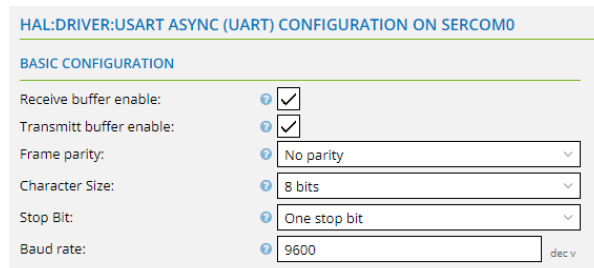 HAL:DRIVER:USART ASYNC (UART) CONFIGURATION ON SERCOM0
BASIC CONFIGURATION
Receive buffer enable: ?
Transmitt buffer enable: ?
Frame parity: ? No parity
Character Size: ? 8 bits
Stop Bit: ? One stop bit
Baud rate: ? 9600 dec v